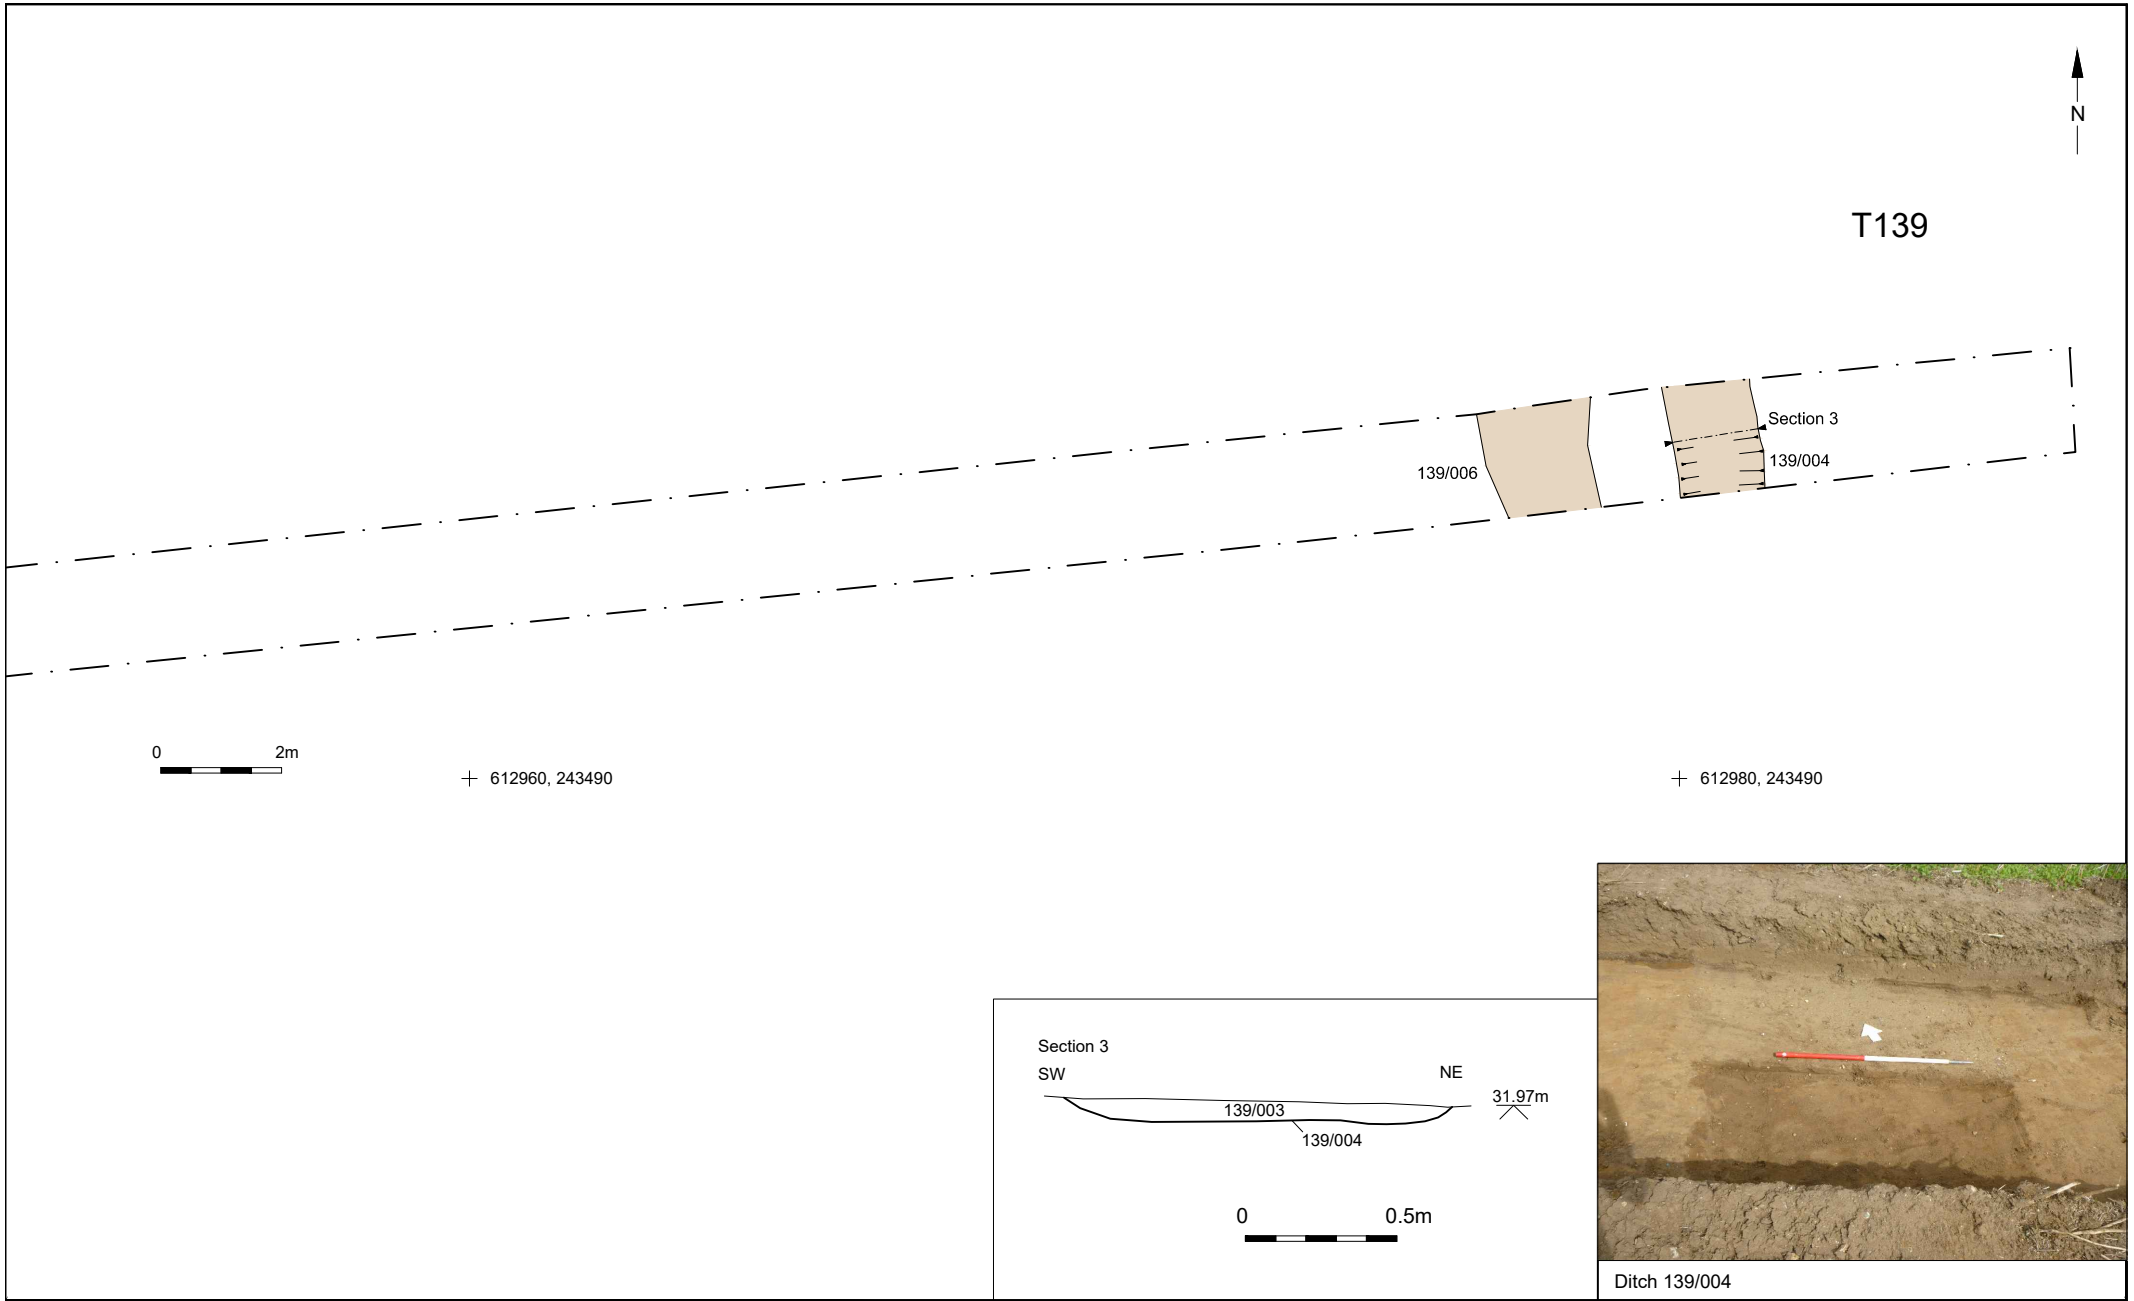 N
T139
Section 3
139/004
139/006
0 2m
612960, 243490
612980, 243490
Section 3
SW
NE
31.97m
139/003
139/004
0 0.5m
Ditch 139/004